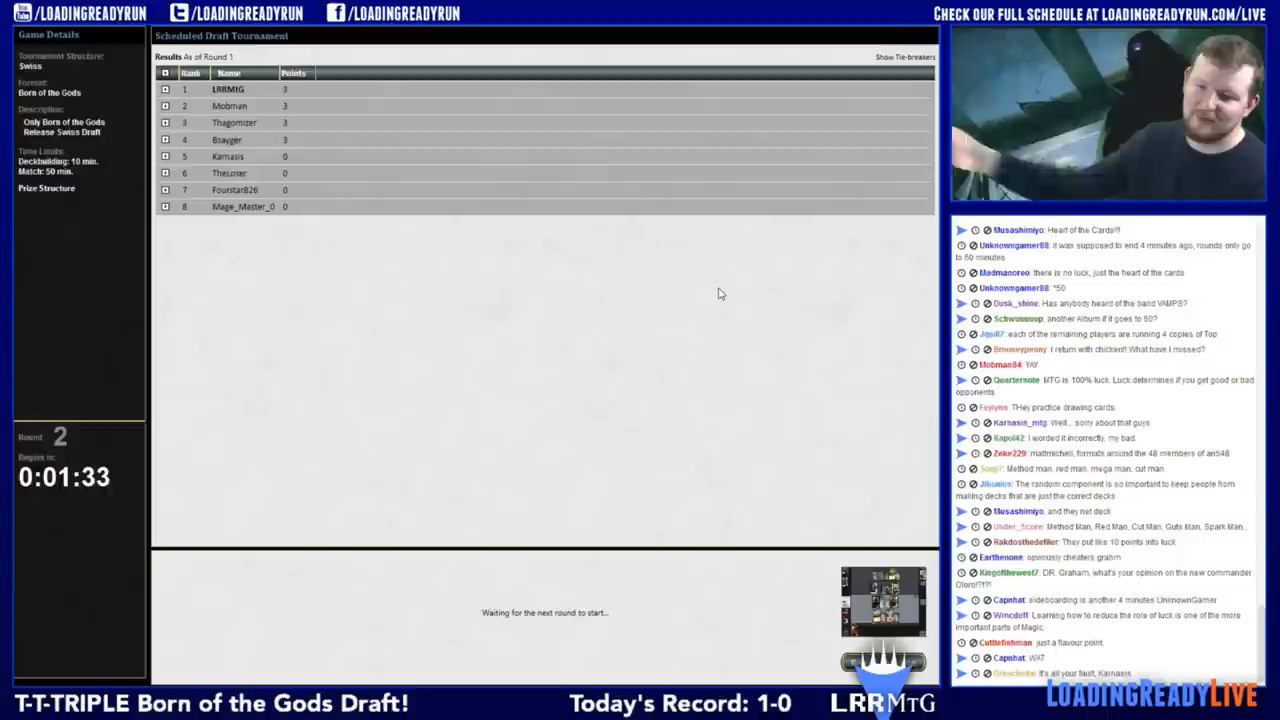 /LOADINGREADYRUN /LOADINGREADYRUN /LOADINGREADYRUN CHECK OUR FULL SCHEDULE AT LOADINGREADYRUN.COM/LIVE
Game Details
Tournament Structure:
Swiss
Format:
Born of the Gods
Description:
Only Born of the Gods
Release Swiss Draft
Time Limits:
Deckbuilding: 10 min.
Match: 50 min.
Prize Structure
Round 2
Begins in:
0:01:33
Scheduled Draft Tournament
Results As of Round 1 Show Tie-breakers
Rank Name Points
1 LRRMTG 3
2 Mobman 3
3 Thagomizer 3
4 Bsayger 3
5 Karnasis 0
6 TheLoser 0
7 Fourstar826 0
8 Mage_Master_0 0
Waiting for the next round to start...
Musashimiyo: Heart of the Cards!!!
Unknowngamer88: it was supposed to end 4 minutes ago, rounds only go
to 60 minutes
Madmanoreo: there is no luck, just the heart of the cards
Unknowngamer88: *50
Dusk_shine: Has anybody heard of the band VAMPS?
Schwuuuuup: another Album if it goes to 60?
Jquill7: each of the remaining players are running 4 copies of Top
Bmoneypenny: I return with chicken!! What have I missed?
Mobman84: YAY
Quarternote: MTG is 100% luck. Luck determines if you get good or bad
opponents
THey practice drawing cards.
Karnasis_mtg: Well... sorry about that guys
Kapol42: I worded it incorrectly, my bad.
Zeke229: mattmichell, formats around the 48 members of anb48
Method man, red man, mega man, cut man
The random component is so important to keep people from
making decks that are just the correct decks
Musashimiyo: and they net deck
Under_Score: Method Man, Red Man, Cut Man, Guts Man, Spark Man...
Rakdosthedefiler: They put like 10 points into luck
Earthenone: opviously cheaters grahm
Kingofthewest7: DR. Graham, what's your opinion on the new commander
Oloro!?!?!
Capnhat: sideboarding is another 4 minutes UnknownGamer
Wmcduff: Learning how to reduce the role of luck is one of the more
important parts of Magic.
Cuttlefishman: just a flavour point,
Capnhat: WAT
It's all your fault, Karnasis
T-T-TRIPLE Born of the Gods Draft! Today's Record: 1-0 LRRMTG LOADINGREADYLIVE